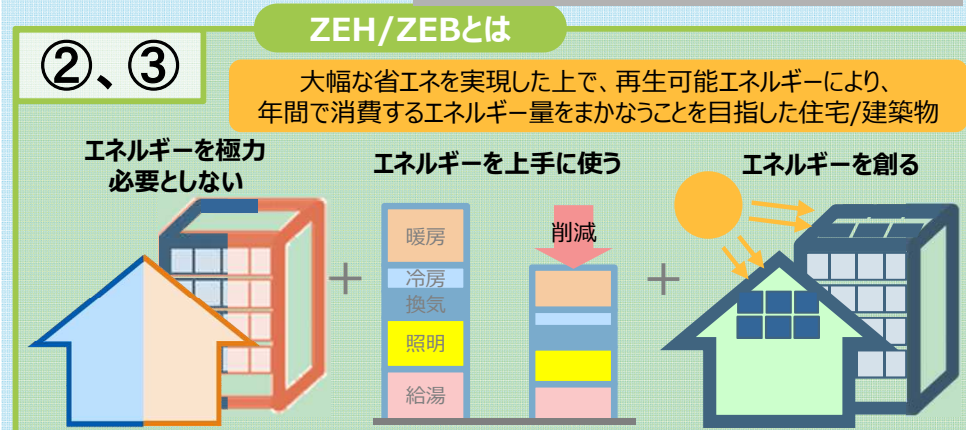 ZEH/ZEBとは
②、③
大幅な省エネを実現した上で、再生可能エネルギーにより、
年間で消費するエネルギー量をまかなうことを目指した住宅/建築物
エネルギーを極力
必要としない
エネルギーを上手に使う
エネルギーを創る
暖房
冷房
換気
照明
給湯
削減
+
+